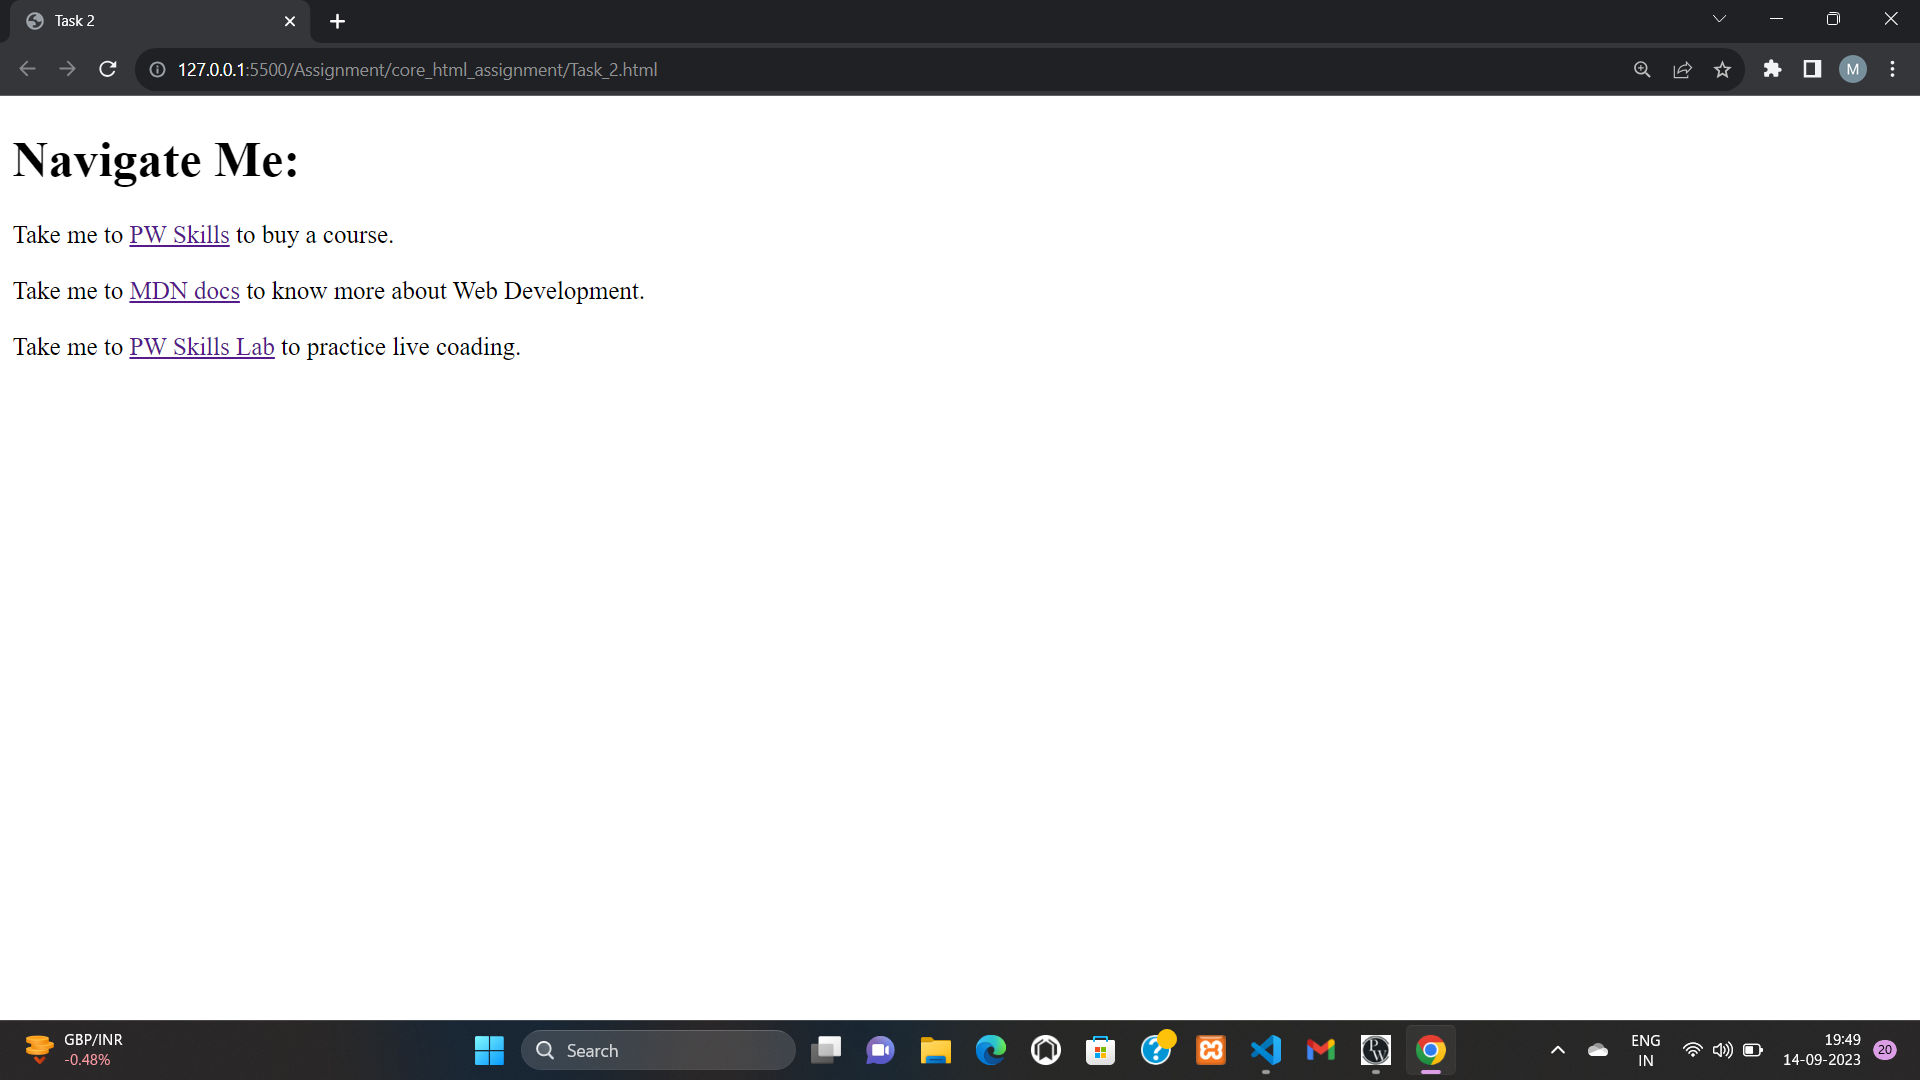 Task 2
127.0.0.1:5500/Assignment/core_html_assignment/Task_2.html
M
Navigate Me:
Take me to PW Skills to buy a course.
Take me to MDN docs to know more about Web Development.
Take me to PW Skills Lab to practice live coading.
GBP/INR
-0.48%
Search
PW
ENG
IN
19:49
14-09-2023
20